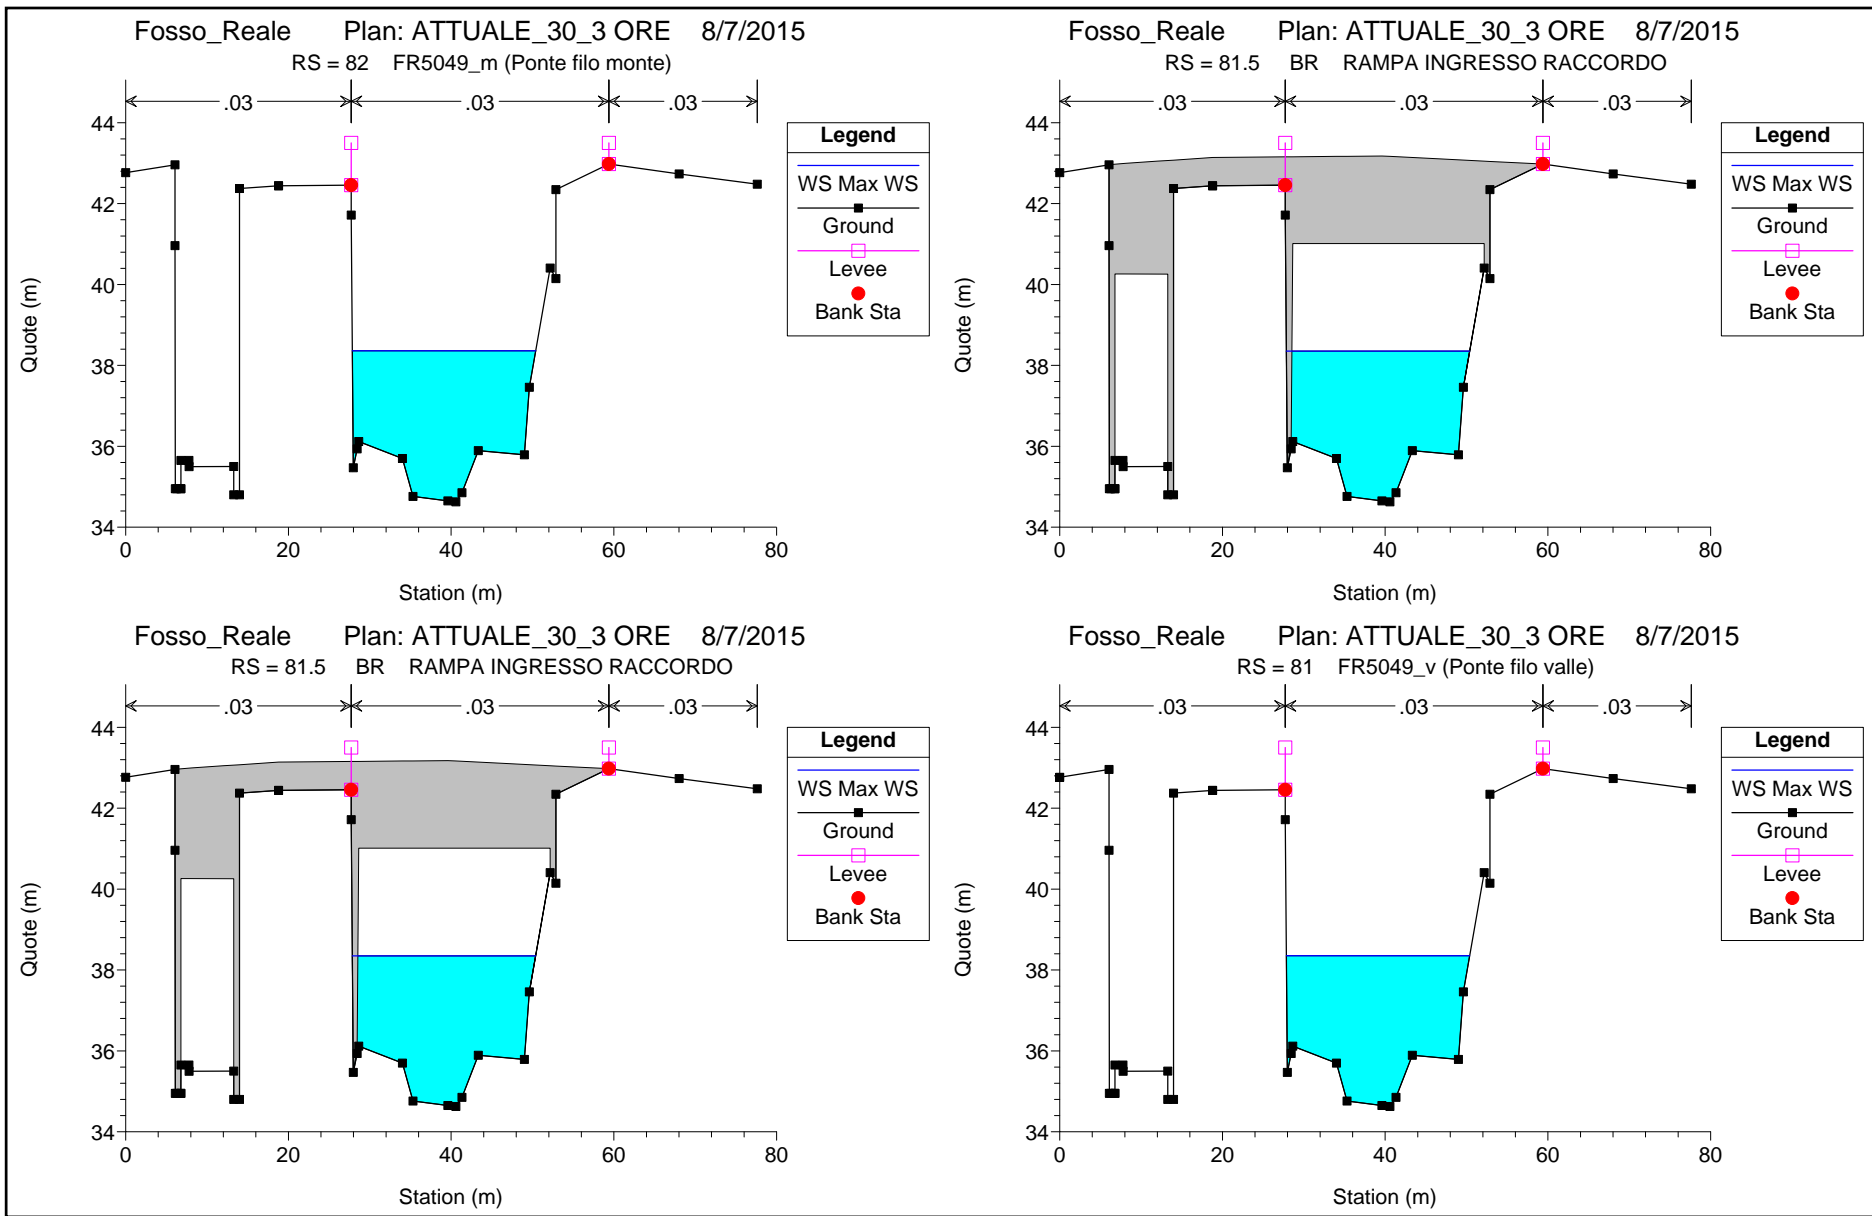 Fosso_Reale Plan: ATTUALE_30_3 ORE 8/7/2015
RS = 82 FR5049_m (Ponte filo monte)
.03 .03 .03
44
42
40
38
36
34
0 20 40 60 80
Station (m)
Quote (m)
Legend
WS Max WS
Ground
Levee
Bank Sta
Fosso_Reale Plan: ATTUALE_30_3 ORE 8/7/2015
RS = 81.5 BR RAMPA INGRESSO RACCORDO
.03 .03 .03
44
42
40
38
36
34
0 20 40 60 80
Station (m)
Quote (m)
Legend
WS Max WS
Ground
Levee
Bank Sta
Fosso_Reale Plan: ATTUALE_30_3 ORE 8/7/2015
RS = 81.5 BR RAMPA INGRESSO RACCORDO
.03 .03 .03
44
42
40
38
36
34
0 20 40 60 80
Station (m)
Quote (m)
Legend
WS Max WS
Ground
Levee
Bank Sta
Fosso_Reale Plan: ATTUALE_30_3 ORE 8/7/2015
RS = 81 FR5049_v (Ponte filo valle)
.03 .03 .03
44
42
40
38
36
34
0 20 40 60 80
Station (m)
Quote (m)
Legend
WS Max WS
Ground
Levee
Bank Sta